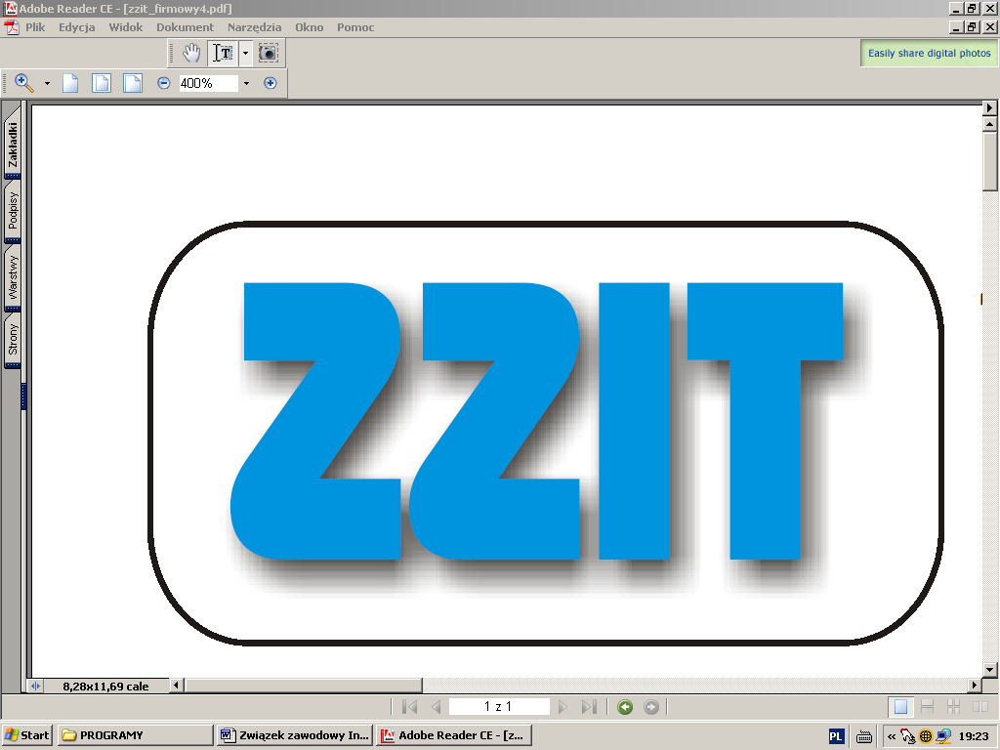 Adobe Reader CE - [zzit_firmowy4.pdf]
Plik Edycja Widok Dokument Narzędzia Okno Pomoc
T
Easily share digital photos
400%
Zakładki
Podpisy
Warstwy
Strony
ZZIT
8,28x11,69 cale
1 z 1
Start PROGRAMY Związek zawodowy In... Adobe Reader CE - [z... PL « 19:23